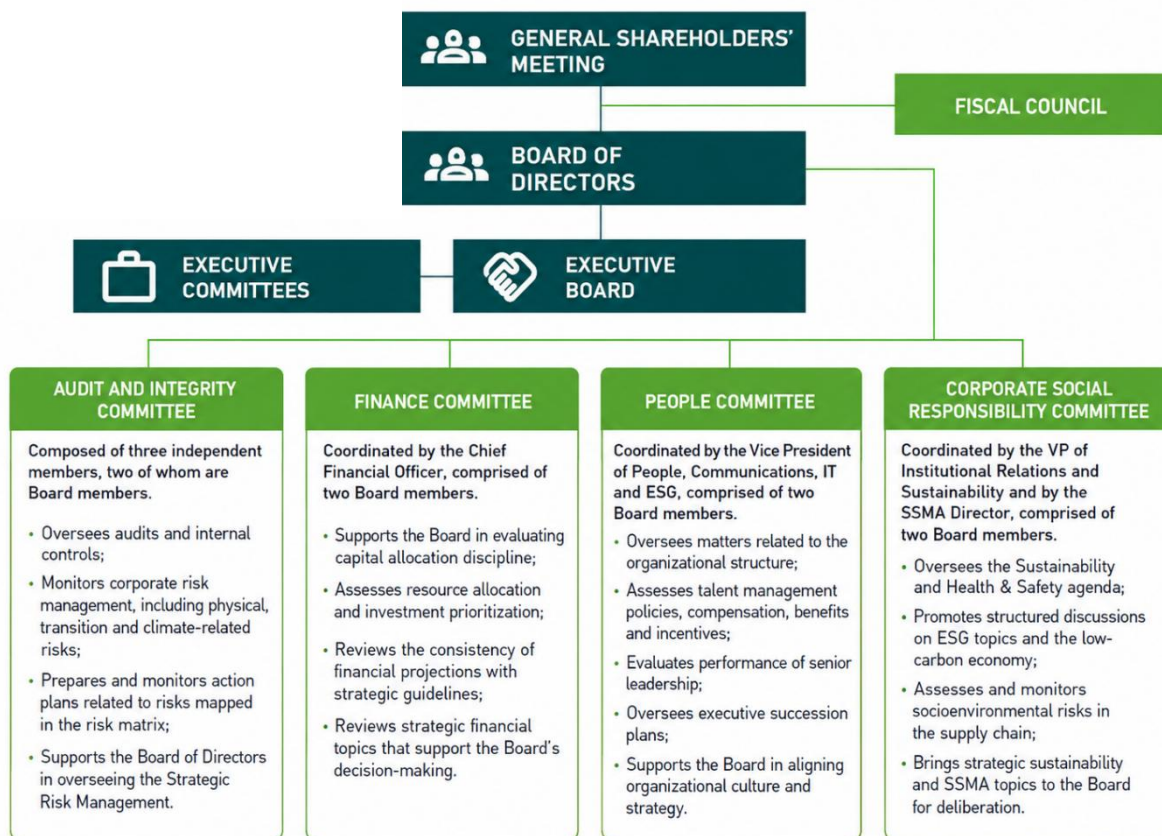 GENERAL SHAREHOLDERS'
MEETING
FISCAL COUNCIL
BOARD OF
DIRECTORS
EXECUTIVE
COMMITTEES
EXECUTIVE
BOARD
AUDIT AND INTEGRITY
COMMITTEE
Composed of three independent
members, two of whom are
Board members.
• Oversees audits and internal
controls;
• Monitors corporate risk
management, including physical,
transition and climate-related
risks;
• Prepares and monitors action
plans related to risks mapped
in the risk matrix;
• Supports the Board of Directors
in overseeing the Strategic
Risk Management.
FINANCE COMMITTEE
Coordinated by the Chief
Financial Officer, comprised of
two Board members.
• Supports the Board in evaluating
capital allocation discipline;
• Assesses resource allocation
and investment prioritization;
• Reviews the consistency of
financial projections with
strategic guidelines;
• Reviews strategic financial
topics that support the Board's
decision-making.
PEOPLE COMMITTEE
Coordinated by the Vice President
of People, Communications, IT
and ESG, comprised of two
Board members.
• Oversees matters related to the
organizational structure;
• Assesses talent management
policies, compensation, benefits
and incentives;
• Evaluates performance of senior
leadership;
• Oversees executive succession
plans;
• Supports the Board in aligning
organizational culture and
strategy.
CORPORATE SOCIAL
RESPONSIBILITY COMMITTEE
Coordinated by the VP of
Institutional Relations and
Sustainability and by the
SSMA Director, comprised of
two Board members.
• Oversees the Sustainability
and Health & Safety agenda;
• Promotes structured discussions
on ESG topics and the low-
carbon economy;
• Assesses and monitors
socioenvironmental risks in
the supply chain;
• Brings strategic sustainability
and SSMA topics to the Board
for deliberation.